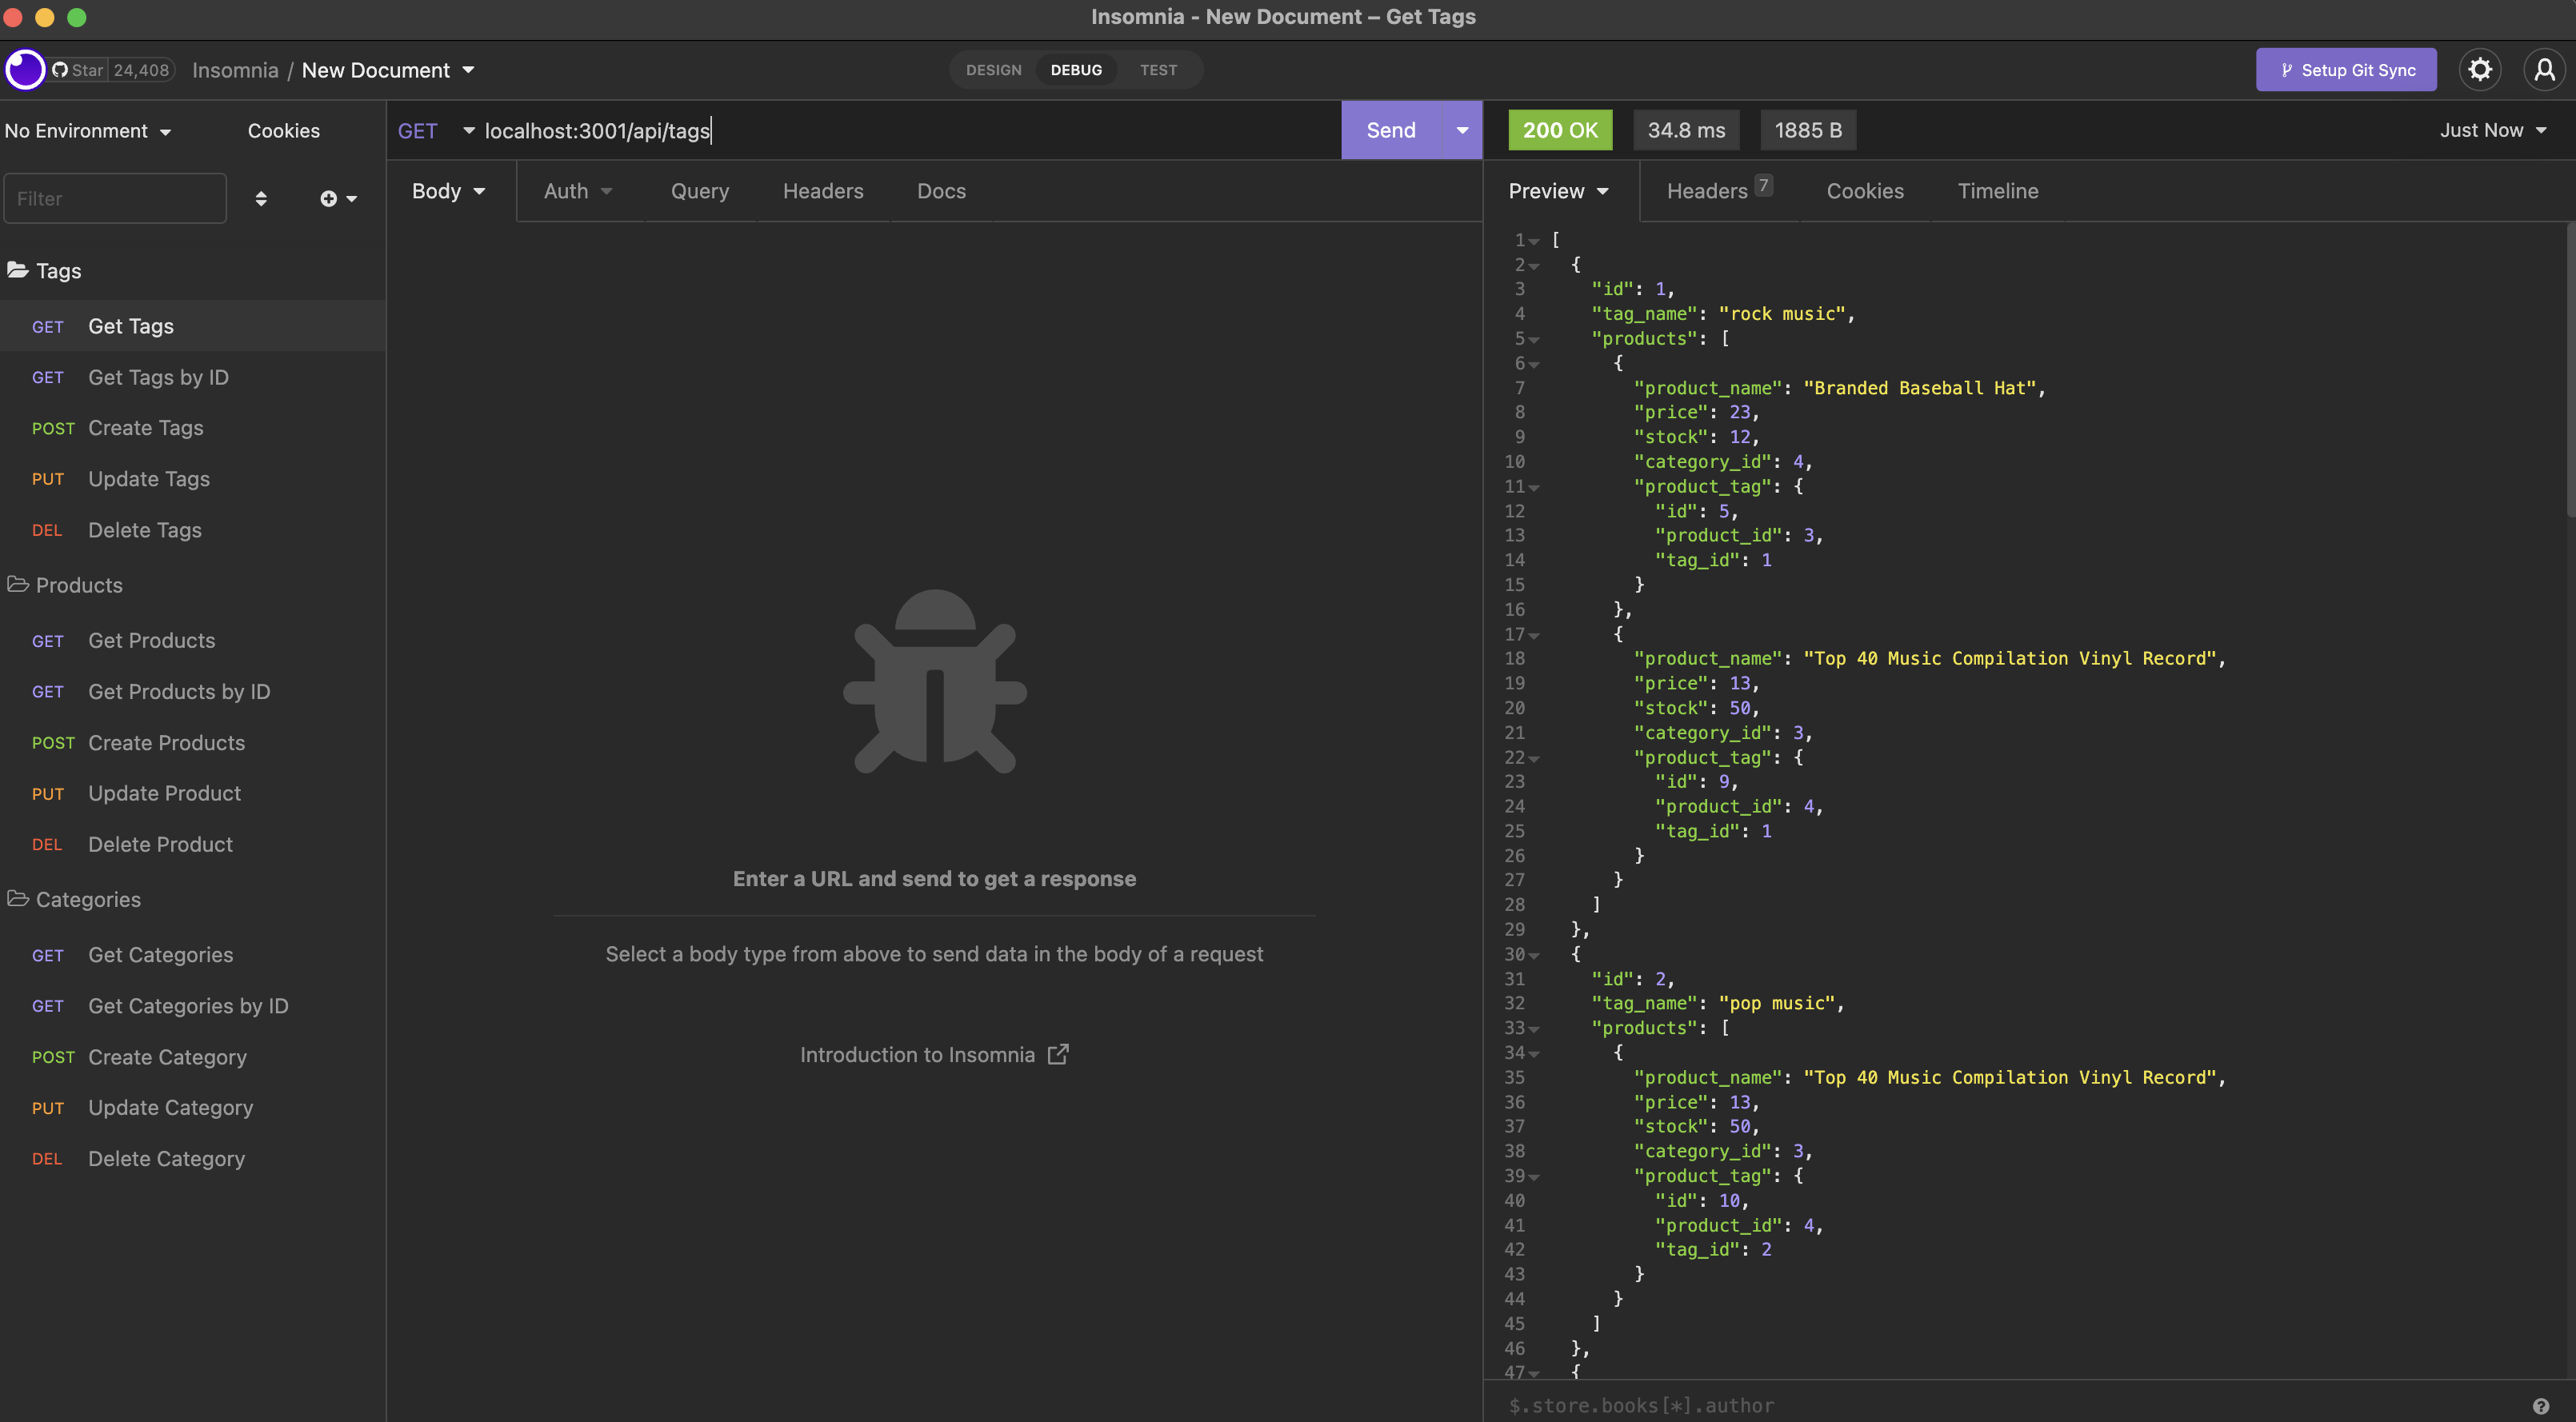 Insomnia - New Document – Get Tags
Star 24,408 Insomnia / New Document
DESIGN DEBUG TEST
Setup Git Sync
No Environment Cookies
Filter
Tags
GET Get Tags
GET Get Tags by ID
POST Create Tags
PUT Update Tags
DEL Delete Tags
Products
GET Get Products
GET Get Products by ID
POST Create Products
PUT Update Product
DEL Delete Product
Categories
GET Get Categories
GET Get Categories by ID
POST Create Category
PUT Update Category
DEL Delete Category
GET localhost:3001/api/tags Send
Body Auth Query Headers Docs
Enter a URL and send to get a response
Select a body type from above to send data in the body of a request
Introduction to Insomnia
200 OK 34.8 ms 1885 B Just Now
Preview Headers 7 Cookies Timeline
1 [
2 {
3 "id": 1,
4 "tag_name": "rock music",
5 "products": [
6 {
7 "product_name": "Branded Baseball Hat",
8 "price": 23,
9 "stock": 12,
10 "category_id": 4,
11 "product_tag": {
12 "id": 5,
13 "product_id": 3,
14 "tag_id": 1
15 }
16 },
17 {
18 "product_name": "Top 40 Music Compilation Vinyl Record",
19 "price": 13,
20 "stock": 50,
21 "category_id": 3,
22 "product_tag": {
23 "id": 9,
24 "product_id": 4,
25 "tag_id": 1
26 }
27 }
28 ]
29 },
30 {
31 "id": 2,
32 "tag_name": "pop music",
33 "products": [
34 {
35 "product_name": "Top 40 Music Compilation Vinyl Record",
36 "price": 13,
37 "stock": 50,
38 "category_id": 3,
39 "product_tag": {
40 "id": 10,
41 "product_id": 4,
42 "tag_id": 2
43 }
44 }
45 ]
46 },
47 {
$.store.books[*].author